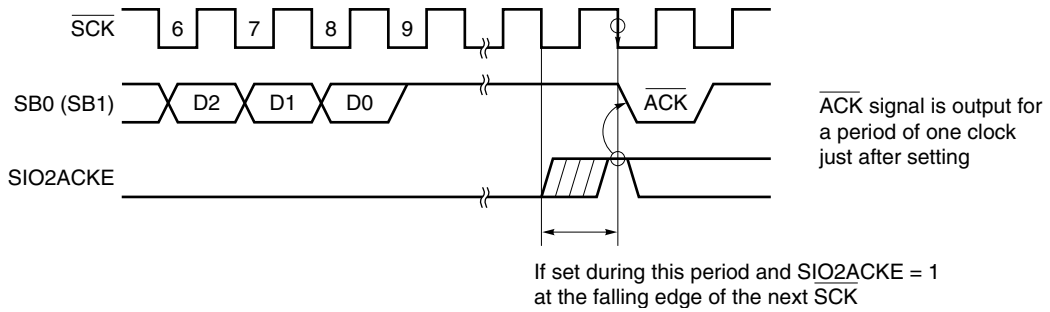 SCK
6 7 8 9
SB0 (SB1)
D2 D1 D0
ACK
ACK signal is output for
a period of one clock
just after setting
SIO2ACKE
If set during this period and SIO2ACKE = 1
at the falling edge of the next SCK